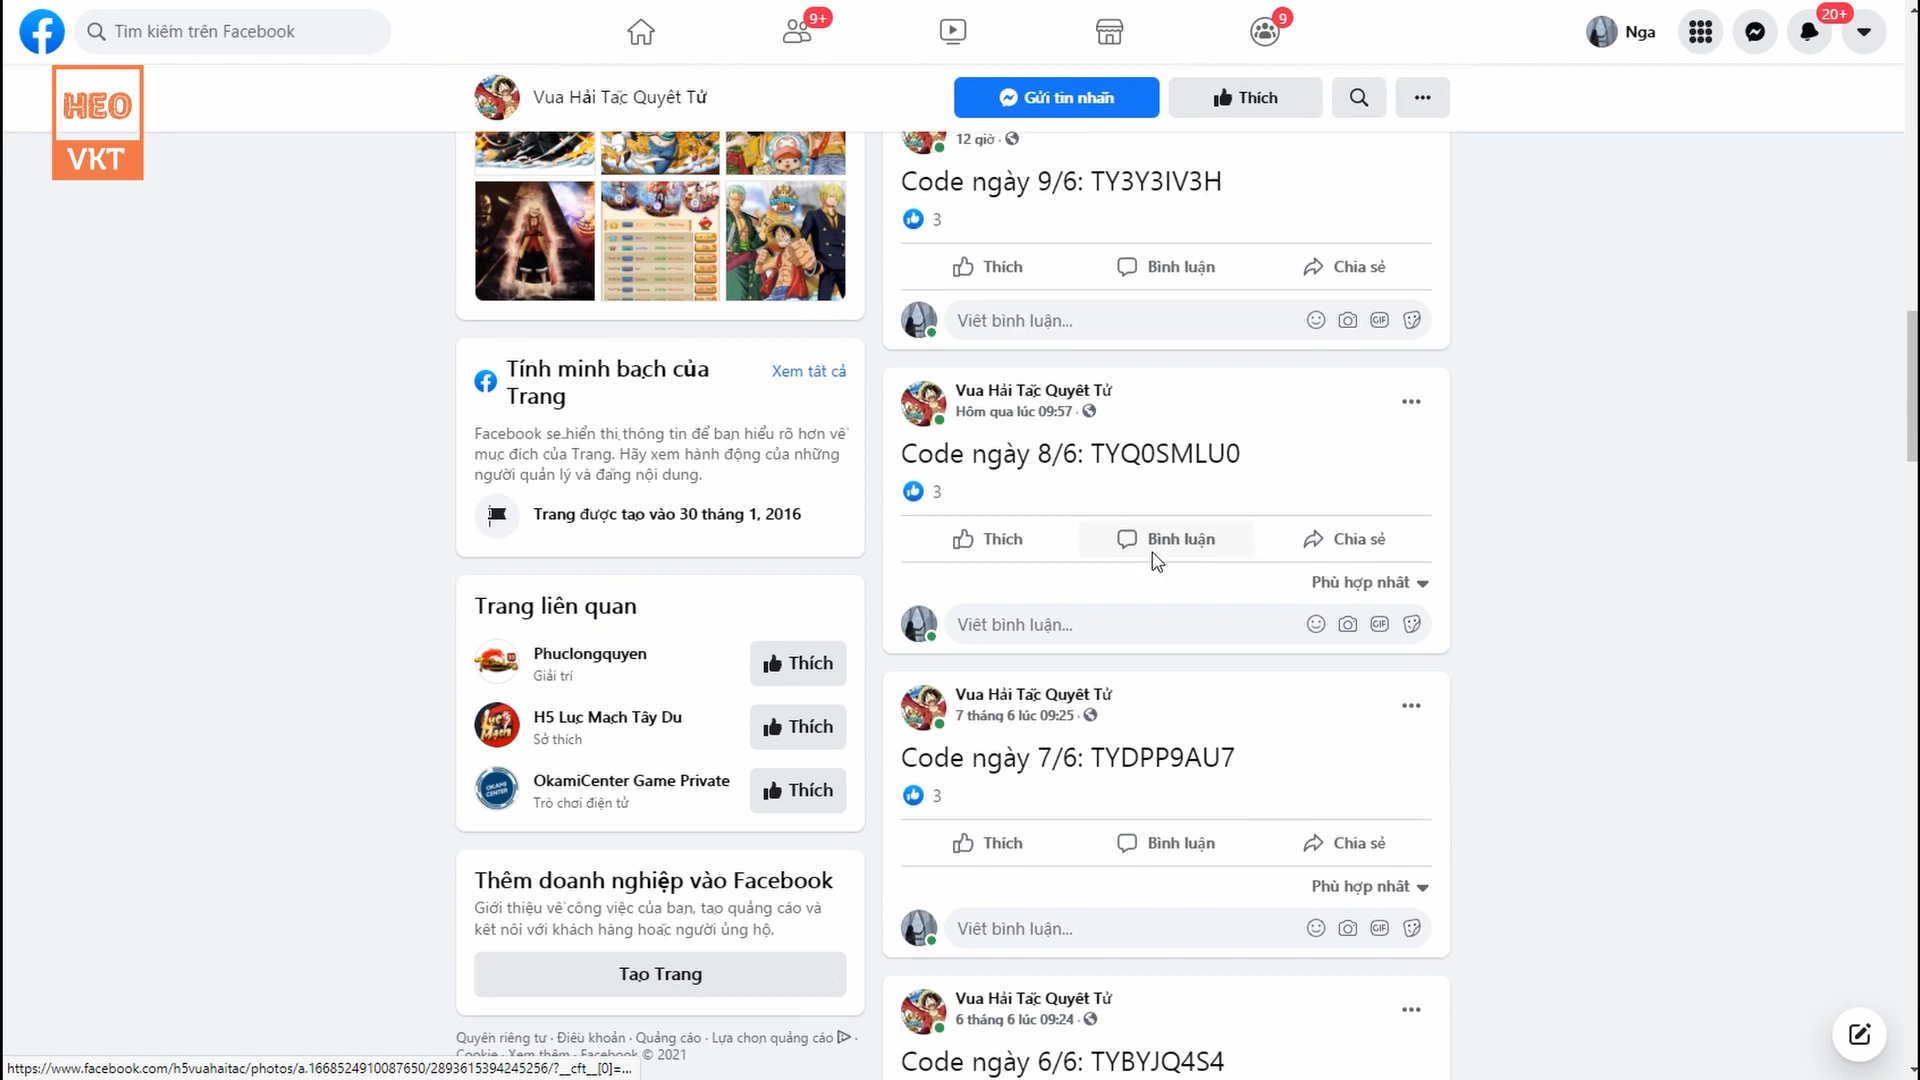 Tìm kiếm trên Facebook
9+
9
Nga
20+
HEO
VKT
Vua Hải Tặc Quyết Tử
Gửi tin nhắn
Thích
12 giờ ·
Code ngày 9/6: TY3Y3IV3H
3
Thích
Bình luận
Chia sẻ
Viết bình luận...
GIF
Tính minh bạch của
Trang
Xem tất cả
Facebook sẽ hiển thị thông tin để bạn hiểu rõ hơn về
mục đích của Trang. Hãy xem hành động của những
người quản lý và đăng nội dung.
Trang được tạo vào 30 tháng 1, 2016
Trang liên quan
Phuclongquyen
Giải trí
Thích
H5 Lục Mạch Tây Du
Sở thích
Thích
OKAMI
CENTER
OkamiCenter Game Private
Trò chơi điện tử
Thích
Thêm doanh nghiệp vào Facebook
Giới thiệu về công việc của bạn, tạo quảng cáo và
kết nối với khách hàng hoặc người ủng hộ.
Tạo Trang
Quyền riêng tư · Điều khoản · Quảng cáo · Lựa chọn quảng cáo ·
Cookie · Xem thêm · Facebook © 2021
Vua Hải Tặc Quyết Tử
Hôm qua lúc 09:57 ·
Code ngày 8/6: TYQ0SMLU0
3
Thích
Bình luận
Chia sẻ
Phù hợp nhất
Viết bình luận...
GIF
Vua Hải Tặc Quyết Tử
7 tháng 6 lúc 09:25 ·
Code ngày 7/6: TYDPP9AU7
3
Thích
Bình luận
Chia sẻ
Phù hợp nhất
Viết bình luận...
GIF
Vua Hải Tặc Quyết Tử
6 tháng 6 lúc 09:24 ·
Code ngày 6/6: TYBYJQ4S4
https://www.facebook.com/h5vuahaitac/photos/a.1668524910087650/2893615394245256/?__cft__[0]=...